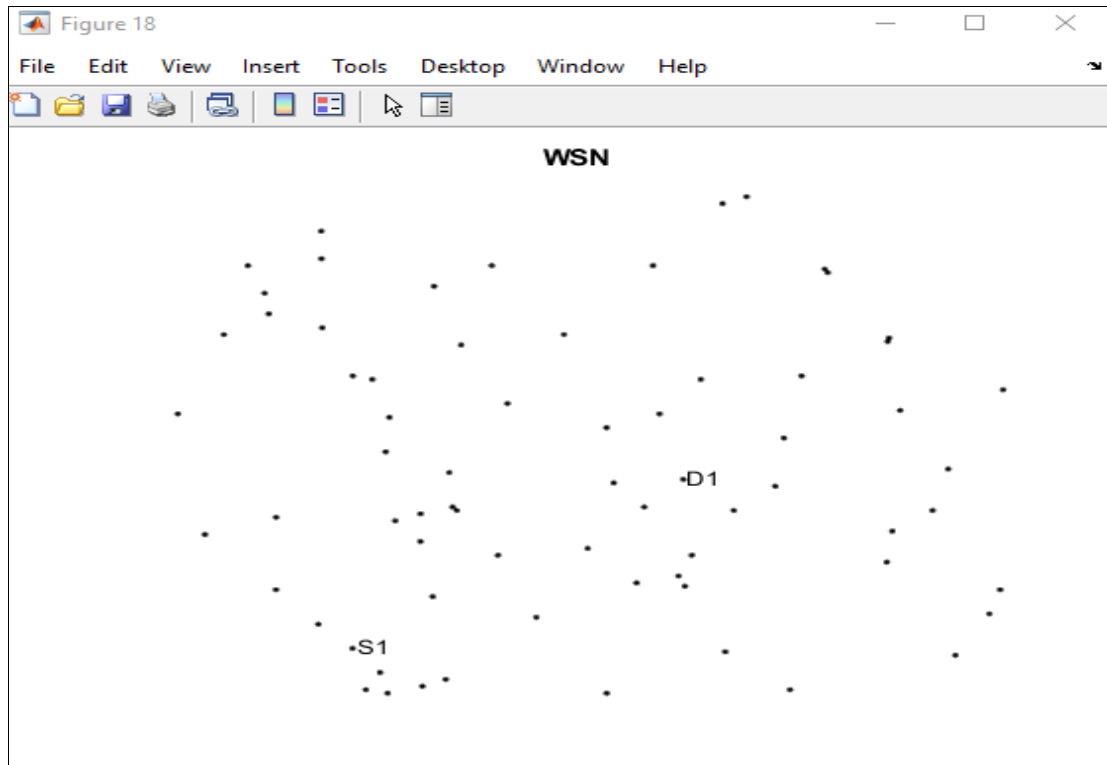 Figure 18
File Edit View Insert Tools Desktop Window Help
WSN
D1
S1